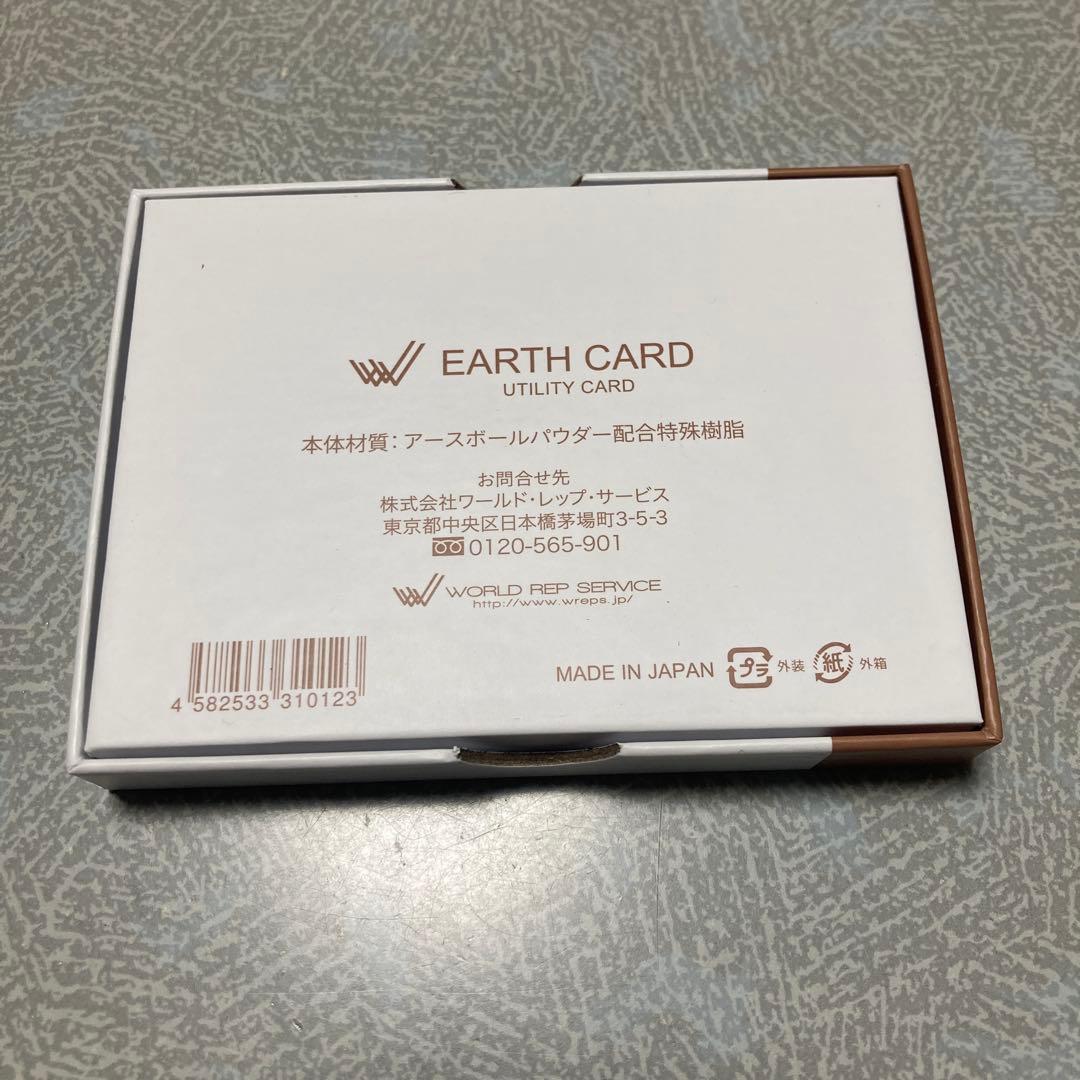 EARTH CARD
UTILITY CARD
本体材質：アースボールパウダー配合特殊樹脂
お問合せ先
株式会社ワールド・レップ・サービス
東京都中央区日本橋茅場町3-5-3
0120-565-901
WORLD REP SERVICE
http://www.wreps.jp/
4 582533 310123
MADE IN JAPAN プラ 外装 紙 外箱